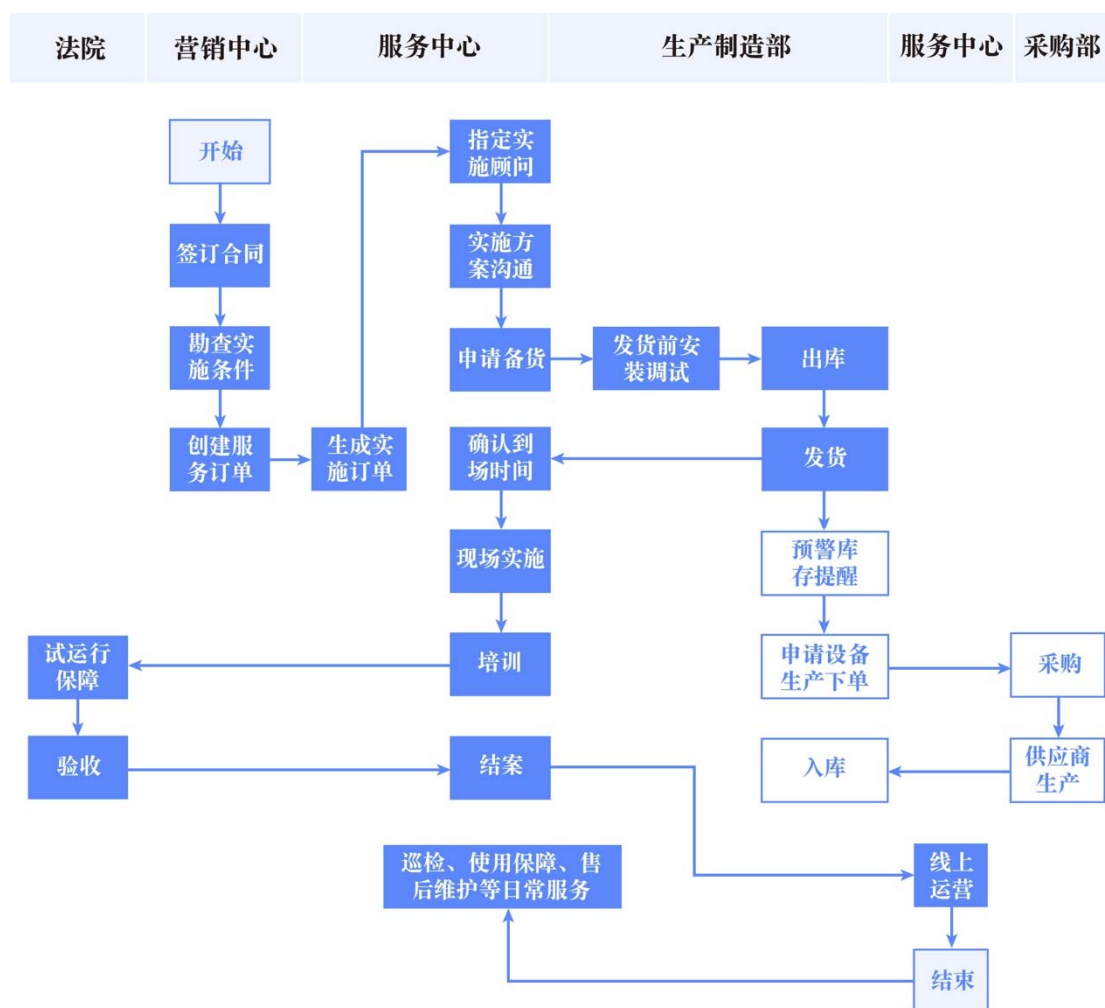 法院
营销中心
服务中心
生产制造部
服务中心
采购部
开始
签订合同
勘查实
施条件
创建服
务订单
生成实
施订单
指定实
施顾问
实施方
案沟通
申请备货
发货前安
装调试
出库
发货
确认到
场时间
现场实施
培训
预警库
存提醒
申请设备
生产下单
采购
供应商
生产
入库
试运行
保障
验收
结案
线上
运营
结束
巡检、使用保障、售
后维护等日常服务